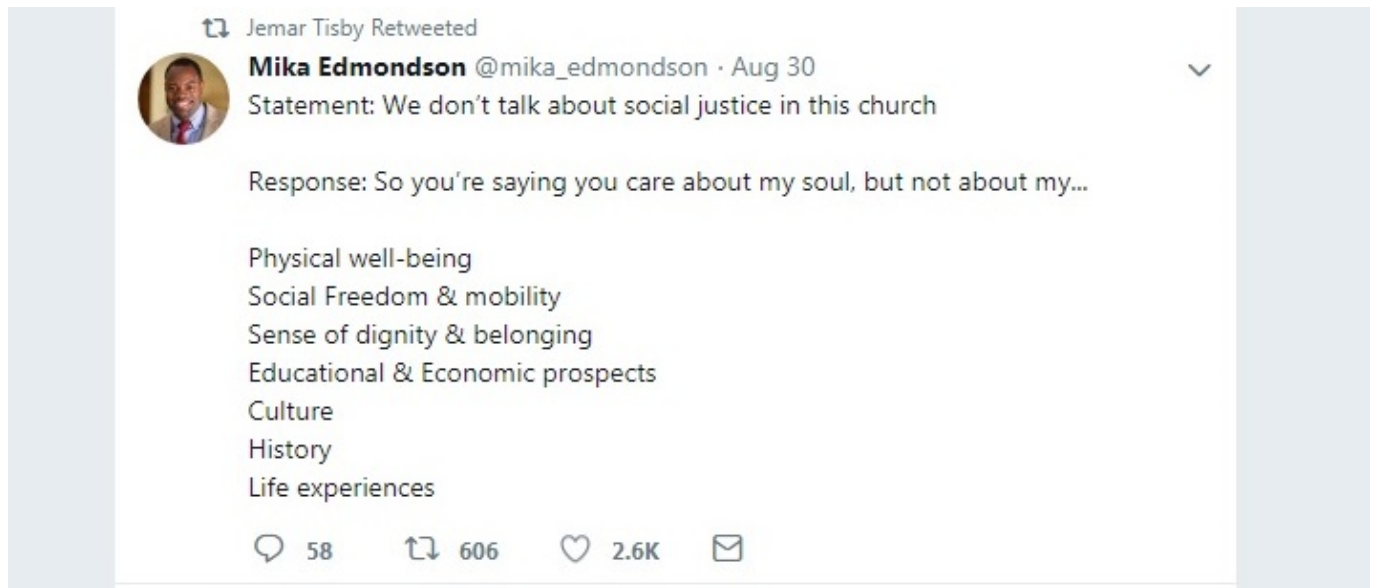 Jemar Tisby Retweeted
Mika Edmondson @mika_edmondson · Aug 30
Statement: We don't talk about social justice in this church
Response: So you're saying you care about my soul, but not about my...
Physical well-being
Social Freedom & mobility
Sense of dignity & belonging
Educational & Economic prospects
Culture
History
Life experiences
58 606 2.6K